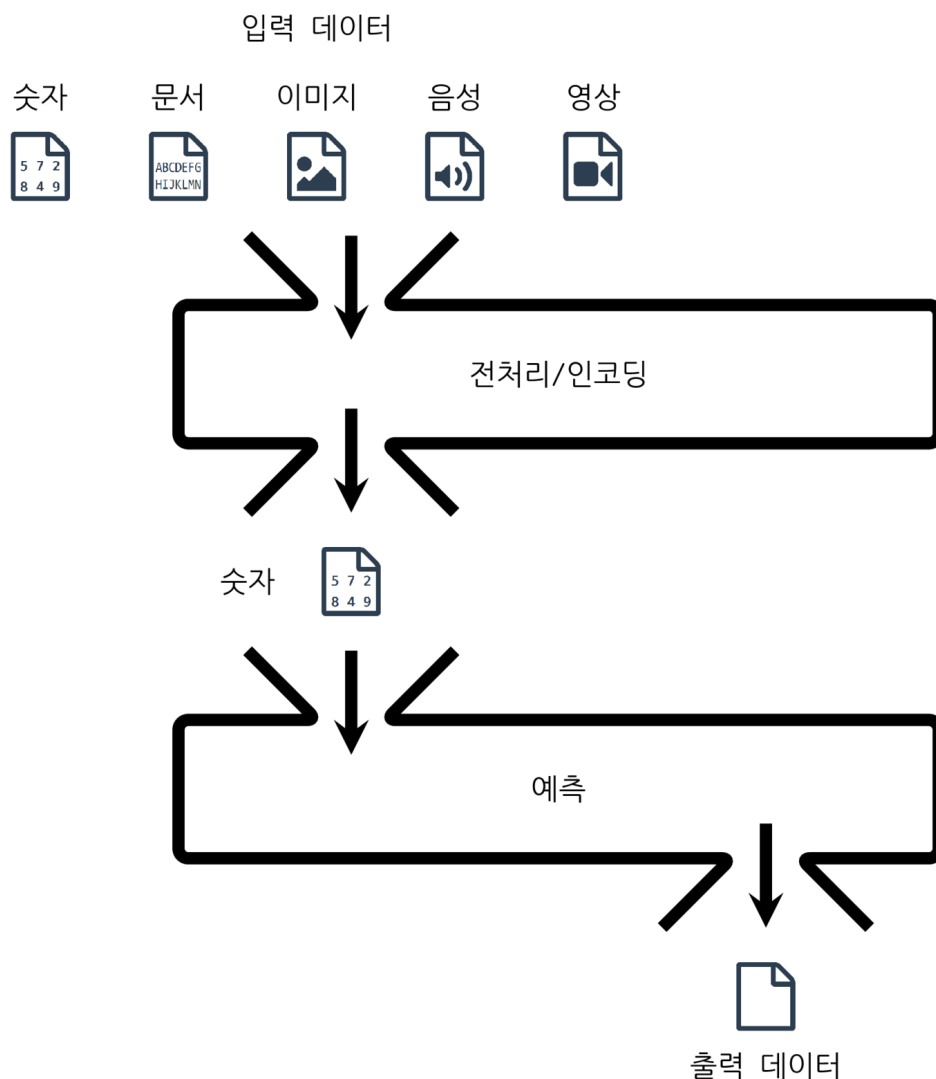 입력 데이터
숫자 문서 이미지 음성 영상
5 7 2 ABCDEFG
8 4 9 HIJKLMN
전처리/인코딩
숫자
5 7 2
8 4 9
예측
출력 데이터